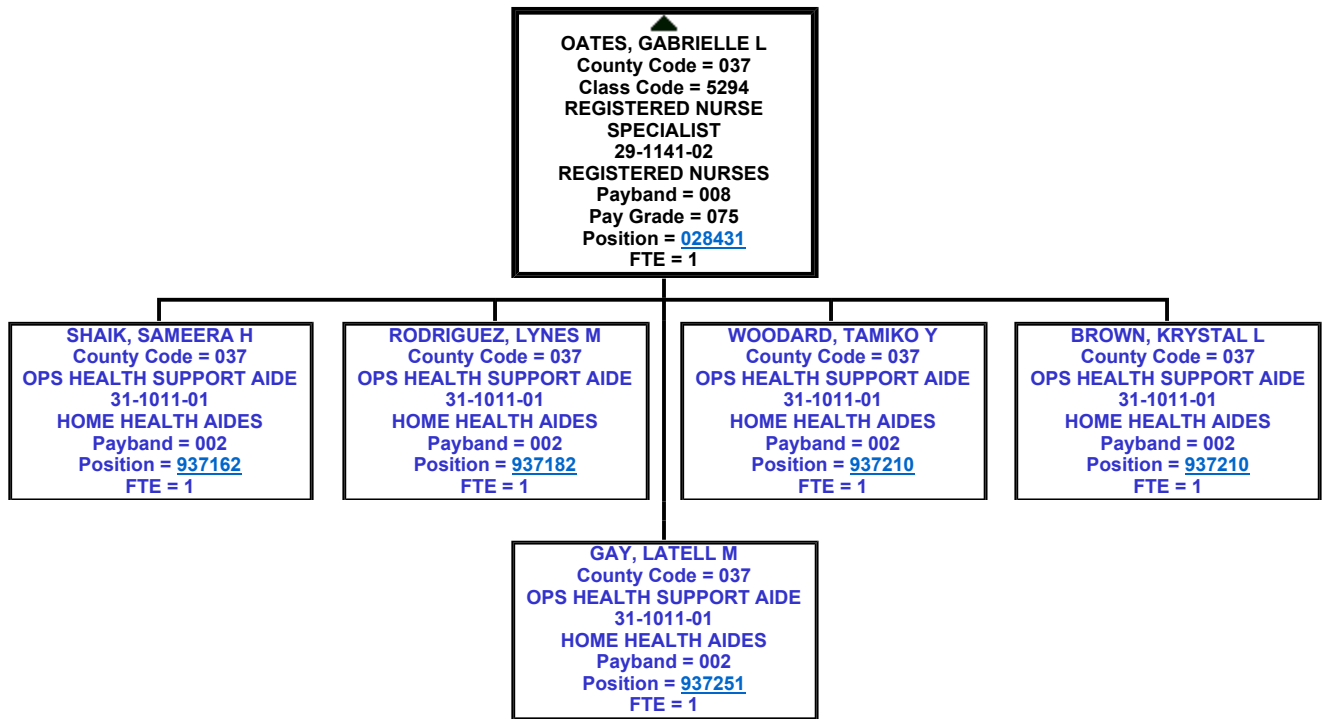 OATES, GABRIELLE L
County Code = 037
Class Code = 5294
REGISTERED NURSE
SPECIALIST
29-1141-02
REGISTERED NURSES
Payband = 008
Pay Grade = 075
Position = 028431
FTE = 1
SHAIK, SAMEERA H
County Code = 037
OPS HEALTH SUPPORT AIDE
31-1011-01
HOME HEALTH AIDES
Payband = 002
Position = 937162
FTE = 1
RODRIGUEZ, LYNES M
County Code = 037
OPS HEALTH SUPPORT AIDE
31-1011-01
HOME HEALTH AIDES
Payband = 002
Position = 937182
FTE = 1
WOODARD, TAMIKO Y
County Code = 037
OPS HEALTH SUPPORT AIDE
31-1011-01
HOME HEALTH AIDES
Payband = 002
Position = 937210
FTE = 1
BROWN, KRYSTAL L
County Code = 037
OPS HEALTH SUPPORT AIDE
31-1011-01
HOME HEALTH AIDES
Payband = 002
Position = 937210
FTE = 1
GAY, LATELL M
County Code = 037
OPS HEALTH SUPPORT AIDE
31-1011-01
HOME HEALTH AIDES
Payband = 002
Position = 937251
FTE = 1